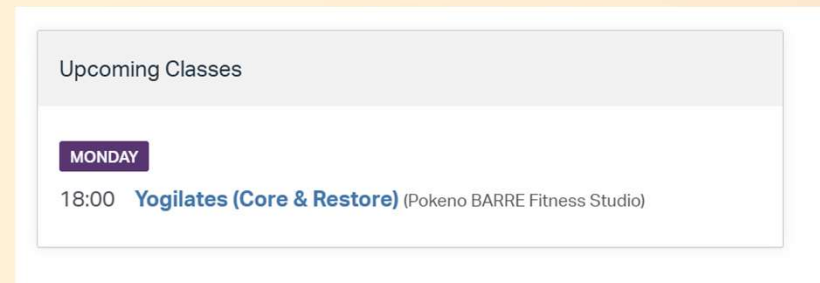 Upcoming Classes
MONDAY
18:00 Yogilates (Core & Restore) (Pokeno BARRE Fitness Studio)